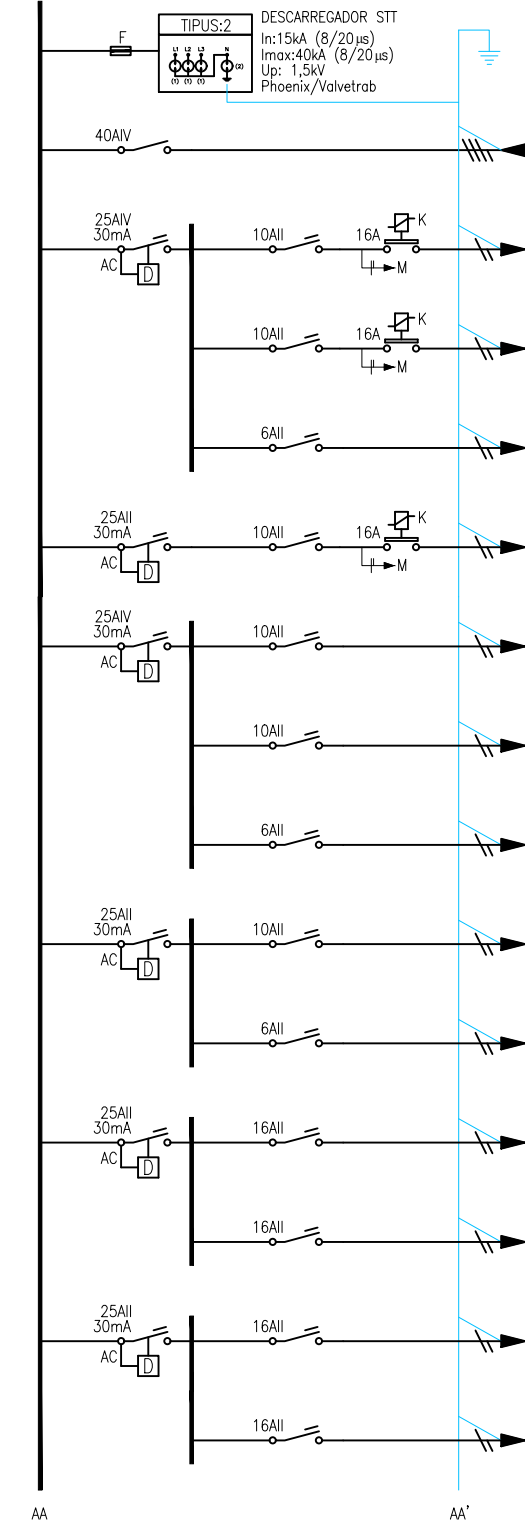 F
TIPUS:2
L1 L2 L3 N
(1) (1) (1) (2)
DESCARREGADOR STT
In:15kA (8/20µs)
Imax:40kA (8/20µs)
Up: 1,5kV
Phoenix/Valvetrab
40AIV
25AIV
30mA
AC
D
10AII
16A
K
M
10AII
16A
K
M
6AII
25AII
30mA
AC
D
10AII
16A
K
M
25AIV
30mA
AC
D
10AII
10AII
6AII
25AII
30mA
AC
D
10AII
6AII
25AII
30mA
AC
D
16AII
16AII
25AII
30mA
AC
D
16AII
16AII
AA
AA'